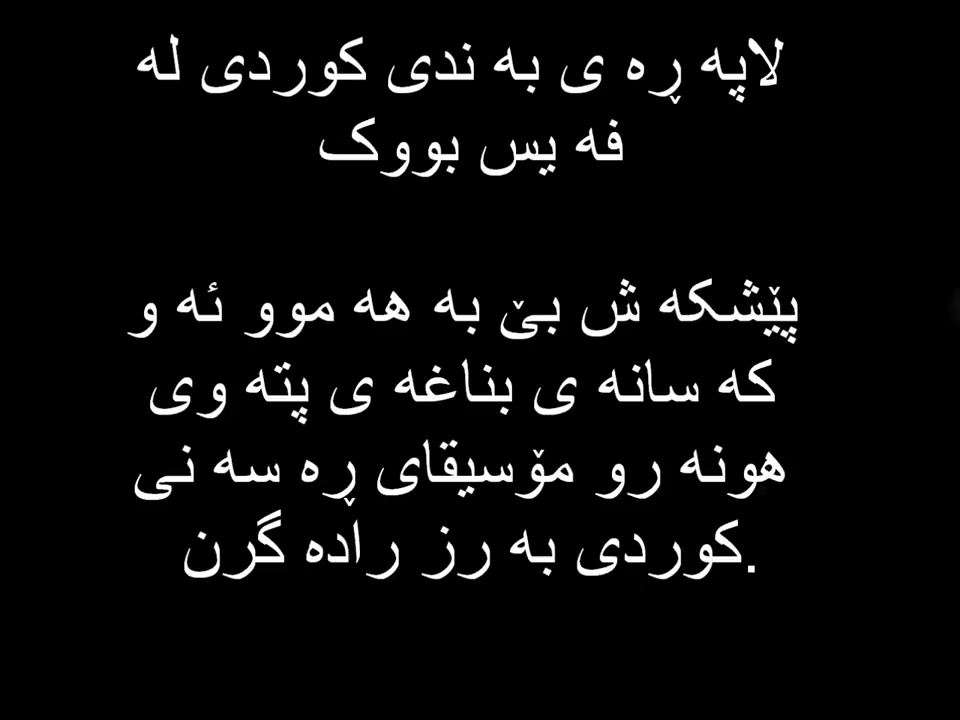 لاپه ڕه ی به ندی کوردی له
فه یس بووک
پێشکه ش بێ به هه موو ئه و
که سانه ی بناغه ی پته وی
هونه رو مۆسیقای ڕه سه نی
کوردی به رز راده گرن.